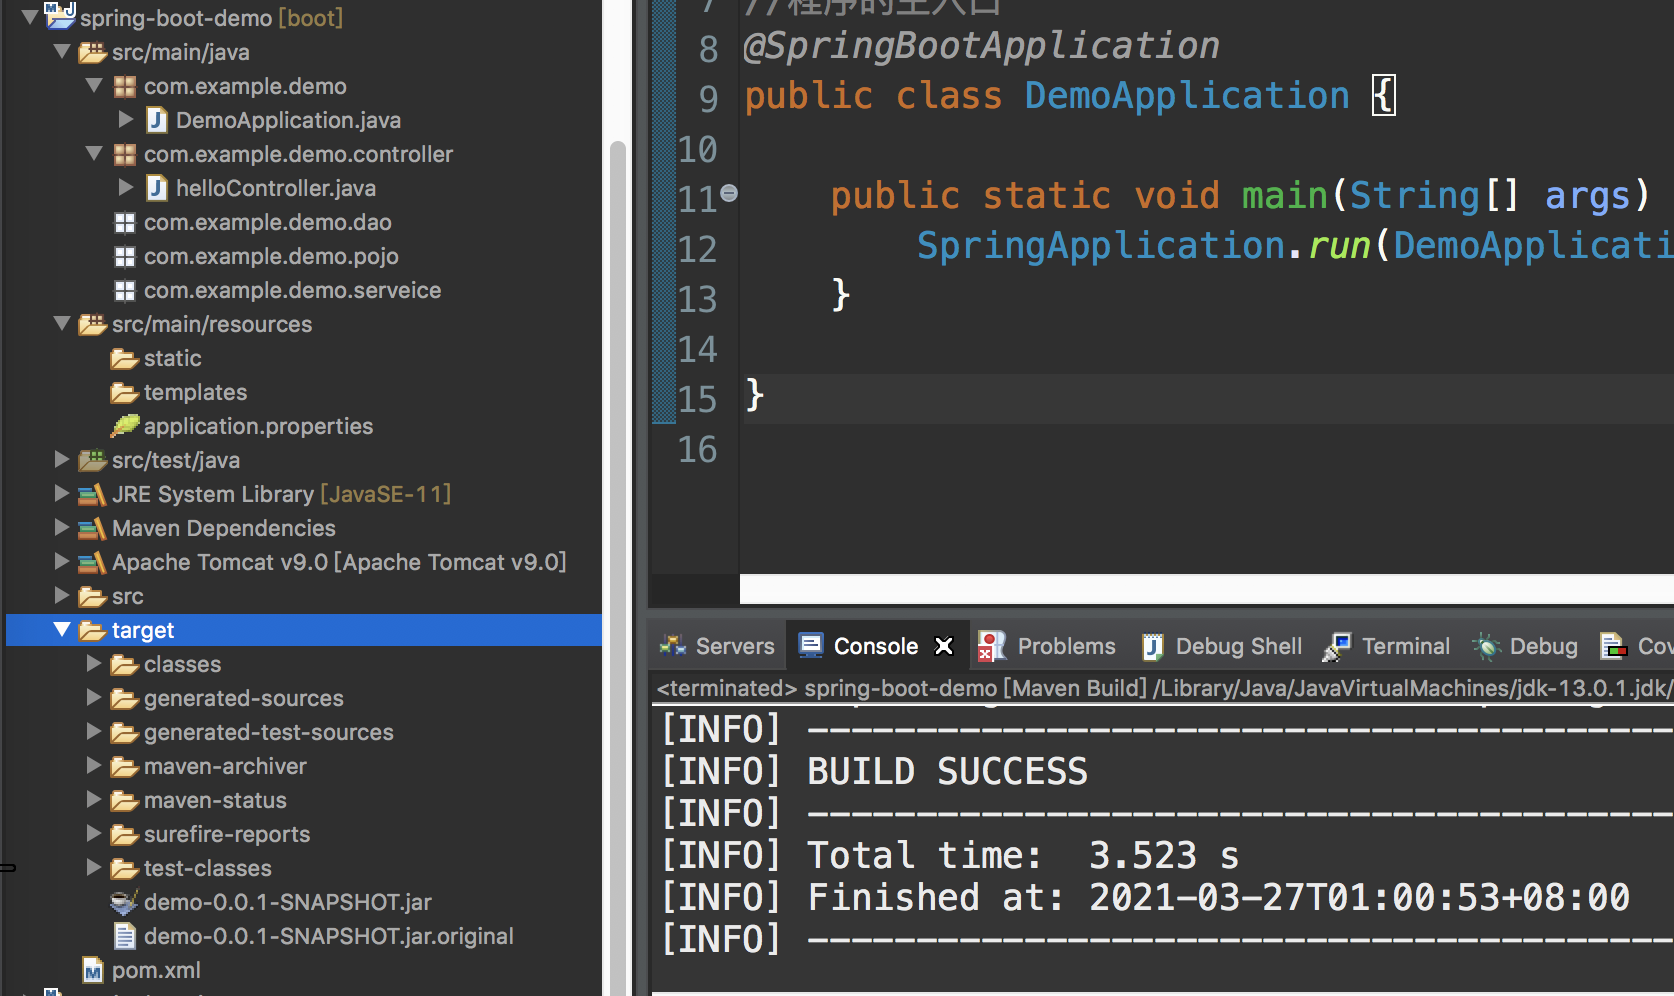 spring-boot-demo [boot]
src/main/java
com.example.demo
DemoApplication.java
com.example.demo.controller
helloController.java
com.example.demo.dao
com.example.demo.pojo
com.example.demo.serveice
src/main/resources
static
templates
application.properties
src/test/java
JRE System Library [JavaSE-11]
Maven Dependencies
Apache Tomcat v9.0 [Apache Tomcat v9.0]
src
target
classes
generated-sources
generated-test-sources
maven-archiver
maven-status
surefire-reports
test-classes
demo-0.0.1-SNAPSHOT.jar
demo-0.0.1-SNAPSHOT.jar.original
pom.xml
7 //程序的主入口
8 @SpringBootApplication
9 public class DemoApplication {
10
11 public static void main(String[] args)
12 SpringApplication.run(DemoApplicati
13 }
14
15 }
16
Servers Console Problems Debug Shell Terminal Debug Cov
<terminated> spring-boot-demo [Maven Build] /Library/Java/JavaVirtualMachines/jdk-13.0.1.jdk/
[INFO] ----------------------------------------
[INFO] BUILD SUCCESS
[INFO] ----------------------------------------
[INFO] Total time:  3.523 s
[INFO] Finished at: 2021-03-27T01:00:53+08:00
[INFO] ----------------------------------------